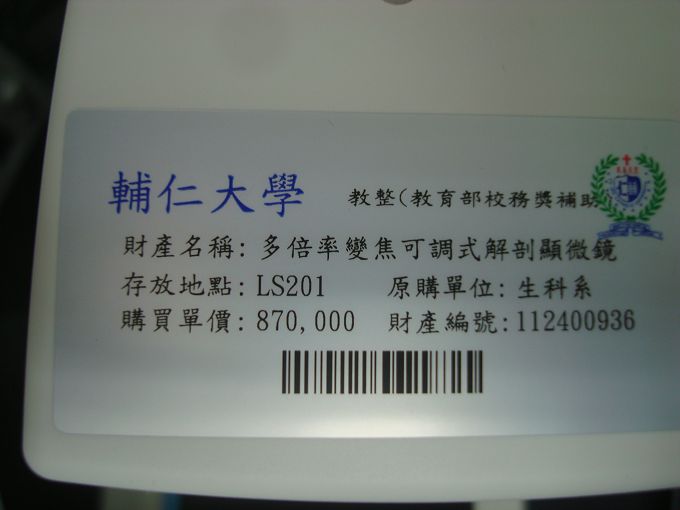 輔仁大學 教整(教育部校務獎補助
財產名稱: 多倍率變焦可調式解剖顯微鏡
存放地點: LS201 原購單位: 生科系
購買單價: 870,000 財產編號: 112400936